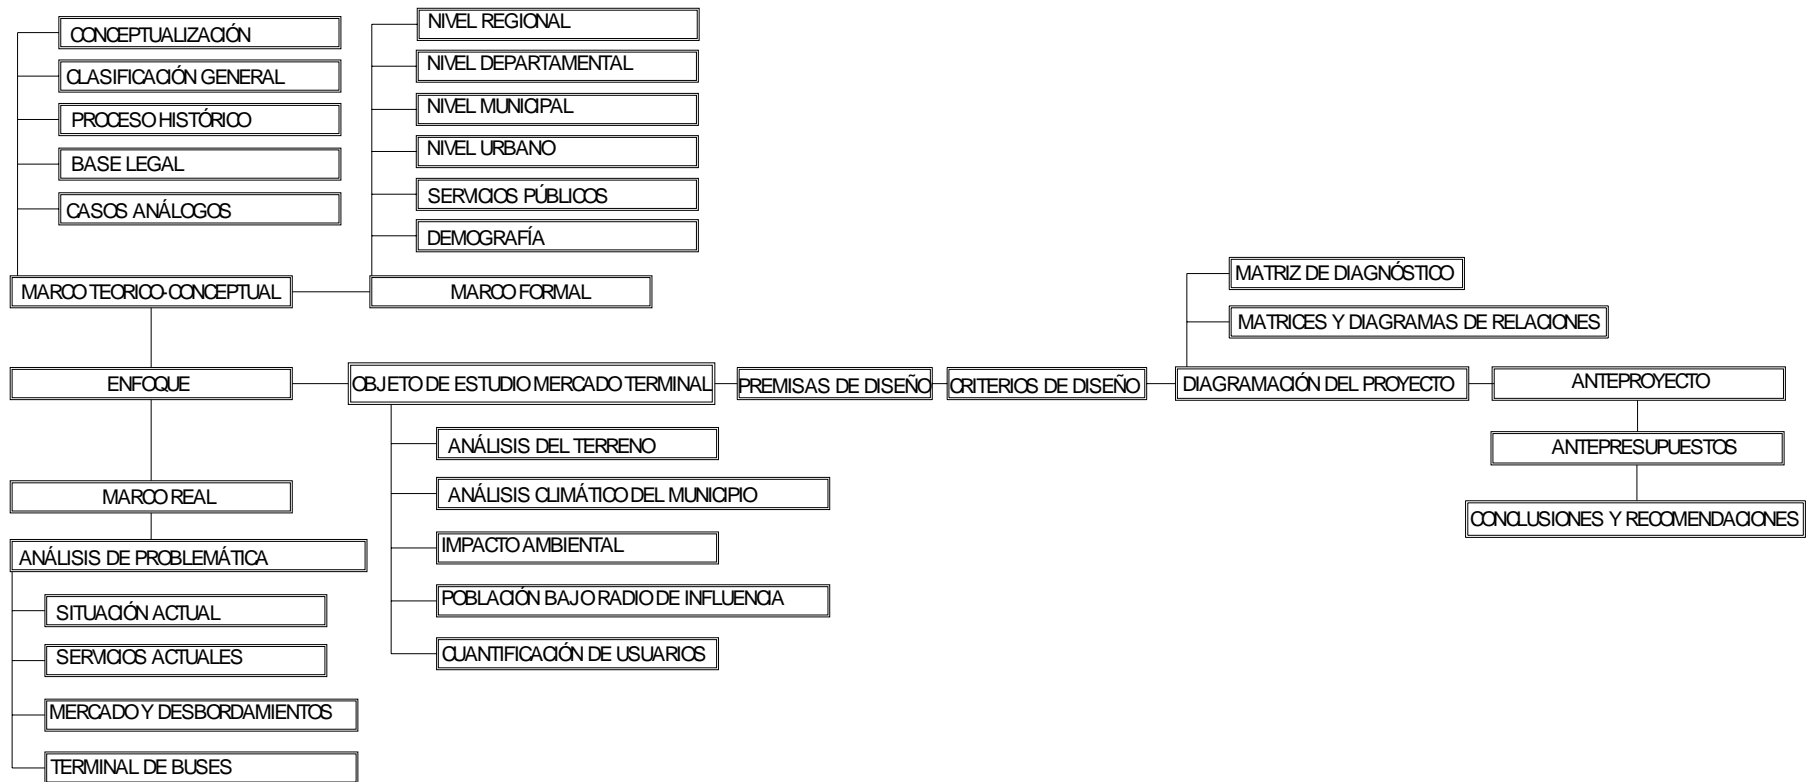 CONCEPTUALIZACIÓN
CLASIFICACIÓN GENERAL
PROCESO HISTÓRICO
BASE LEGAL
CASOS ANÁLOGOS
MARCO TEORICO-CONCEPTUAL
NIVEL REGIONAL
NIVEL DEPARTAMENTAL
NIVEL MUNICIPAL
NIVEL URBANO
SERVICIOS PÚBLICOS
DEMOGRAFÍA
MARCO FORMAL
ENFOQUE
OBJETO DE ESTUDIO MERCADO TERMINAL
PREMISAS DE DISEÑO
CRITERIOS DE DISEÑO
MATRIZ DE DIAGNÓSTICO
MATRICES Y DIAGRAMAS DE RELACIONES
DIAGRAMACIÓN DEL PROYECTO
ANTEPROYECTO
ANTEPRESUPUESTOS
CONCLUSIONES Y RECOMENDACIONES
ANÁLISIS DEL TERRENO
ANÁLISIS CLIMÁTICO DEL MUNICIPIO
IMPACTO AMBIENTAL
POBLACIÓN BAJO RADIO DE INFLUENCIA
CUANTIFICACIÓN DE USUARIOS
MARCO REAL
ANÁLISIS DE PROBLEMÁTICA
SITUACIÓN ACTUAL
SERVICIOS ACTUALES
MERCADO Y DESBORDAMIENTOS
TERMINAL DE BUSES